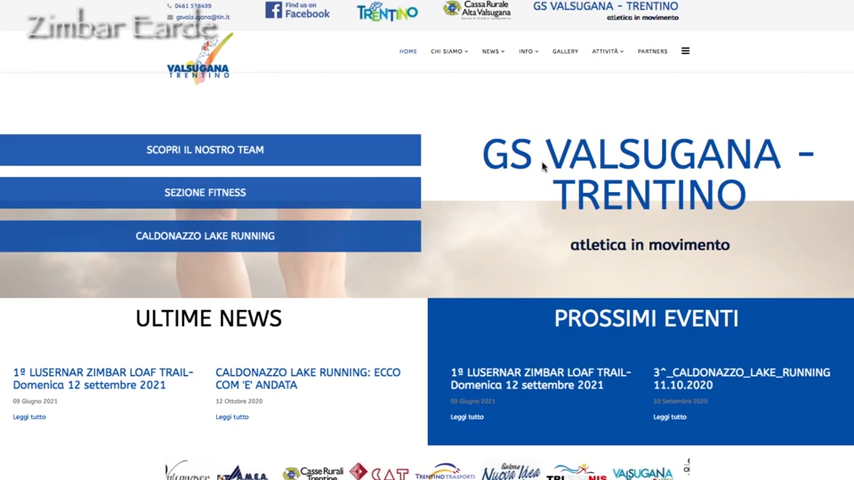 0461 518499
gsvalsugana@tin.it
Find us on
Facebook
TRENTINO
Cassa Rurale
Alta Valsugana
GS VALSUGANA - TRENTINO
atletica in movimento
Zimbar Earde
VALSUGANA
TRENTINO
HOME
CHI SIAMO
NEWS
INFO
GALLERY
ATTIVITÀ
PARTNERS
SCOPRI IL NOSTRO TEAM
SEZIONE FITNESS
CALDONAZZO LAKE RUNNING
GS VALSUGANA -
TRENTINO
atletica in movimento
ULTIME NEWS
1ª LUSERNAR ZIMBAR LOAF TRAIL-
Domenica 12 settembre 2021
09 Giugno 2021
Leggi tutto
CALDONAZZO LAKE RUNNING: ECCO
COM 'E' ANDATA
12 Ottobre 2020
Leggi tutto
PROSSIMI EVENTI
1ª LUSERNAR ZIMBAR LOAF TRAIL-
Domenica 12 settembre 2021
09 Giugno 2021
Leggi tutto
3^_CALDONAZZO_LAKE_RUNNING
11.10.2020
30 Settembre 2020
Leggi tutto
Casse Rurali
Trentine
CAT
TRENTINO TRASPORTI
Nuova Idea
VALSUGANA